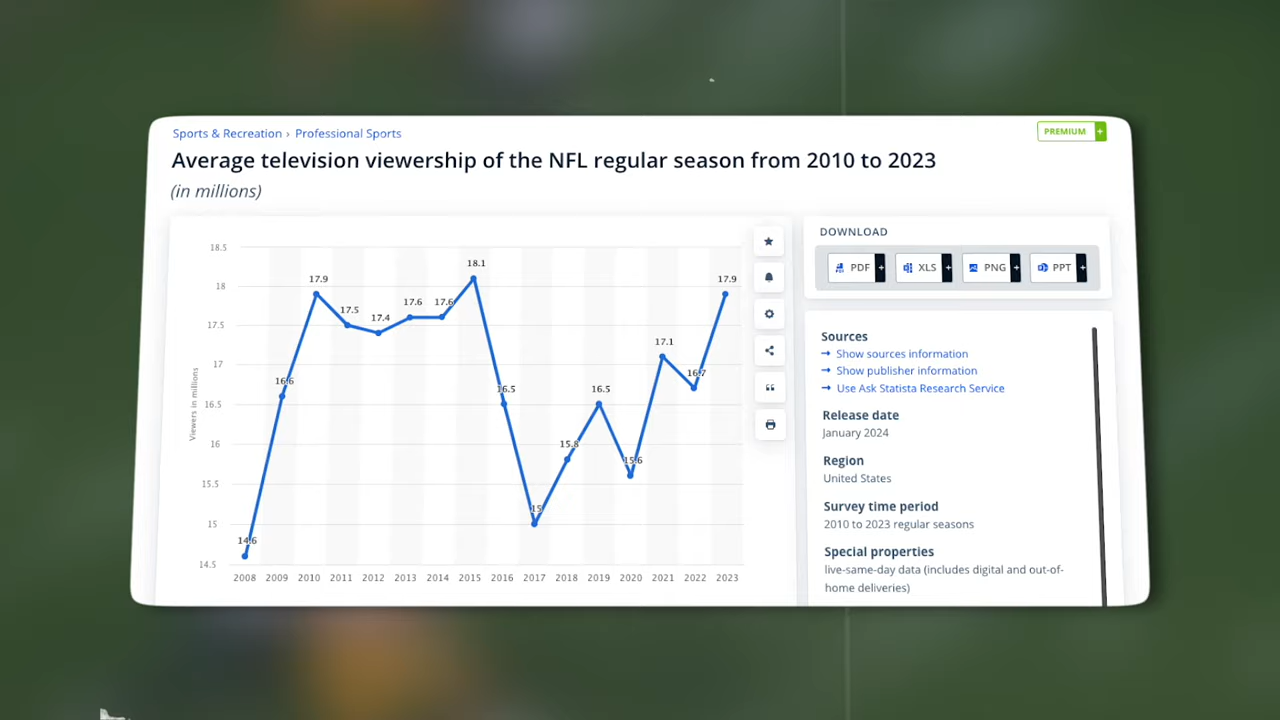 Sports & Recreation › Professional Sports
PREMIUM +
Average television viewership of the NFL regular season from 2010 to 2023
(in millions)
DOWNLOAD
PDF + XLS + PNG + PPT +
Viewers in millions
18.5
18
17.5
17
16.5
16
15.5
15
14.5
14.6
16.6
17.9
17.5
17.4
17.6
17.6
18.1
16.5
15
15.8
16.5
15.6
17.1
16.7
17.9
2008 2009 2010 2011 2012 2013 2014 2015 2016 2017 2018 2019 2020 2021 2022 2023
Sources
→ Show sources information
→ Show publisher information
→ Use Ask Statista Research Service
Release date
January 2024
Region
United States
Survey time period
2010 to 2023 regular seasons
Special properties
live-same-day data (includes digital and out-of-
home deliveries)